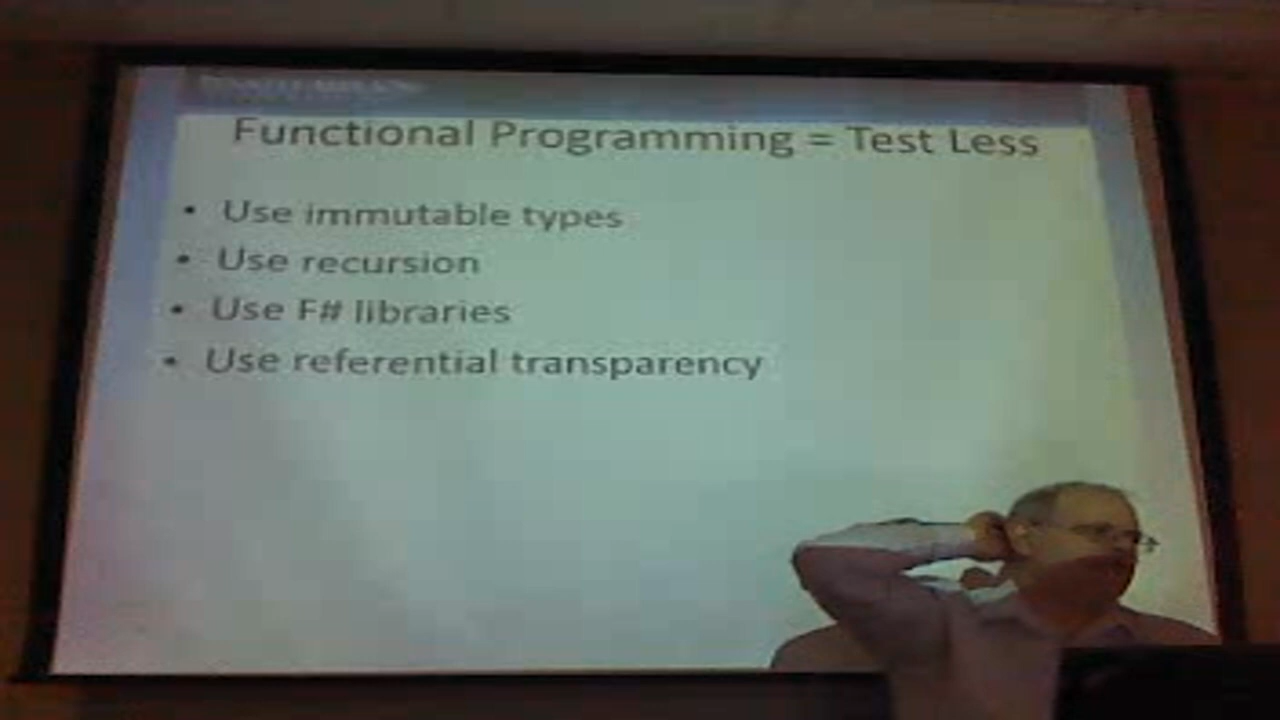 Functional Programming = Test Less
• Use immutable types
• Use recursion
• Use F# libraries
• Use referential transparency